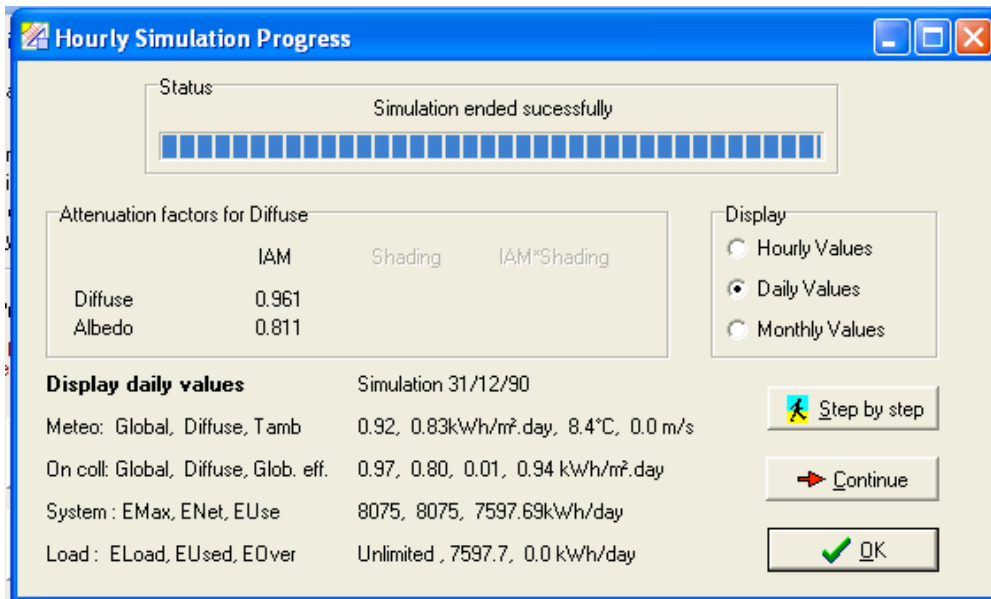 Hourly Simulation Progress
Status
Simulation ended sucessfully
Attenuation factors for Diffuse
IAM Shading IAM*Shading
Diffuse 0.961
Albedo 0.811
Display
Hourly Values
Daily Values
Monthly Values
Display daily values Simulation 31/12/90
Meteo: Global, Diffuse, Tamb 0.92, 0.83kWh/m².day, 8.4°C, 0.0 m/s
On coll: Global, Diffuse, Glob. eff. 0.97, 0.80, 0.01, 0.94 kWh/m².day
System : EMax, ENet, EUse 8075, 8075, 7597.69kWh/day
Load : ELoad, EUsed, EOver Unlimited , 7597.7, 0.0 kWh/day
Step by step
Continue
OK